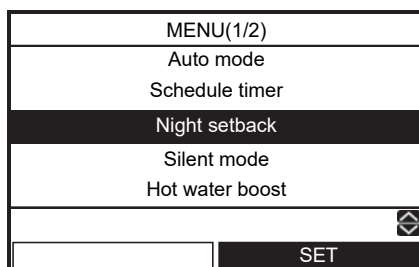 MENU(1/2)
Auto mode
Schedule timer
Night setback
Silent mode
Hot water boost
SET